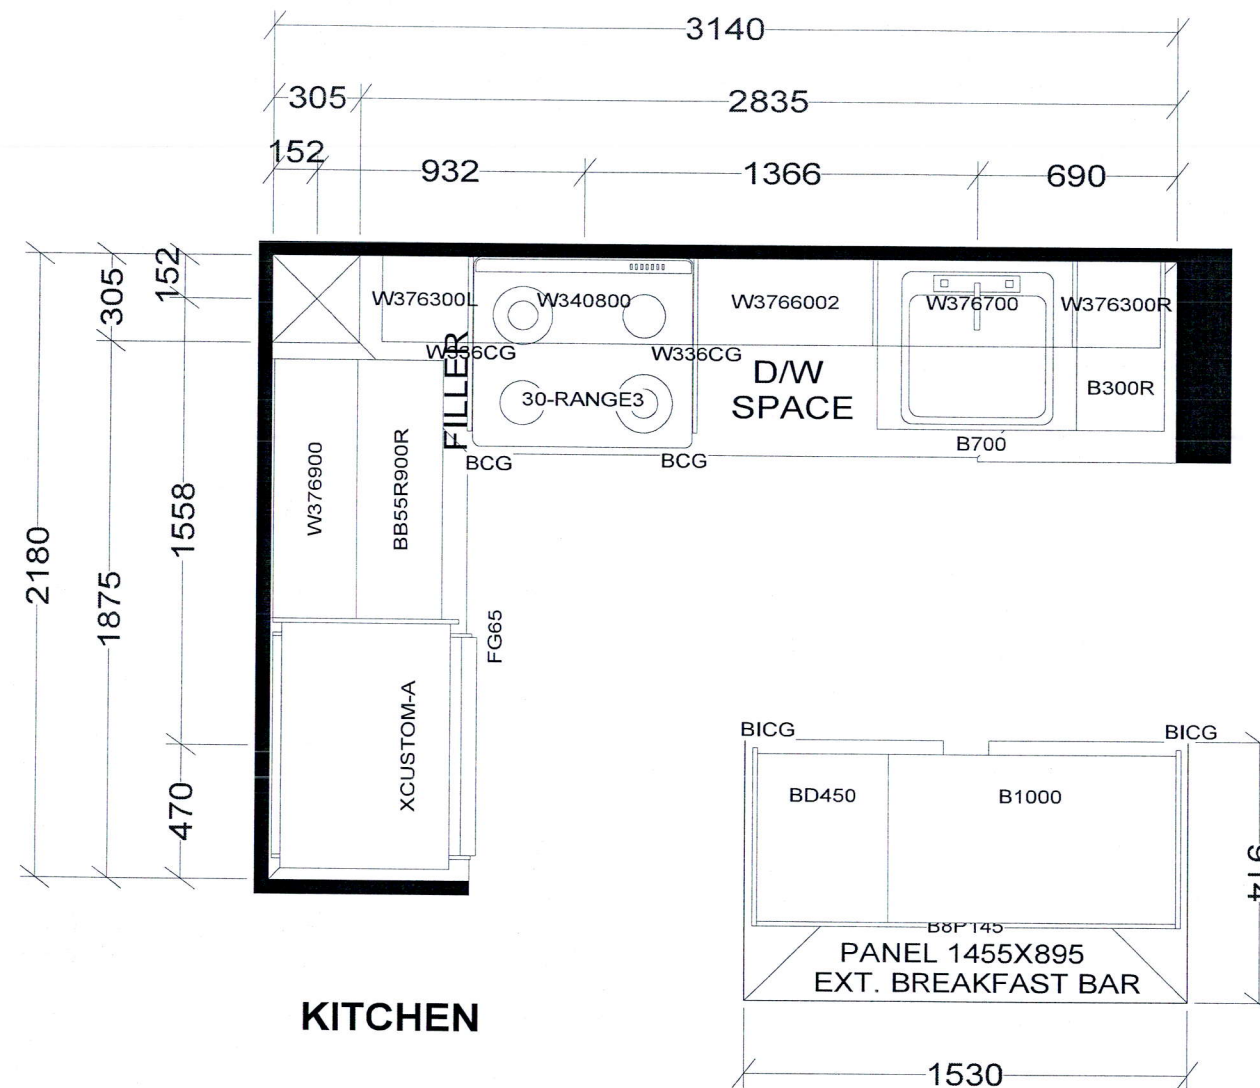 3140
305
2835
152
932
1366
690
2180
305
152
1875
1558
470
W376300L
W340800
W3766002
W376700
W376300R
W336CG
W336CG
FILLER
30-RANGE3
D/W
SPACE
B300R
B700
BCG
BCG
W376900
BB55R900R
FG65
XCUSTOM-A
BICG
BICG
BD450
B1000
914
B8P145
PANEL 1455X895
EXT. BREAKFAST BAR
KITCHEN
1530